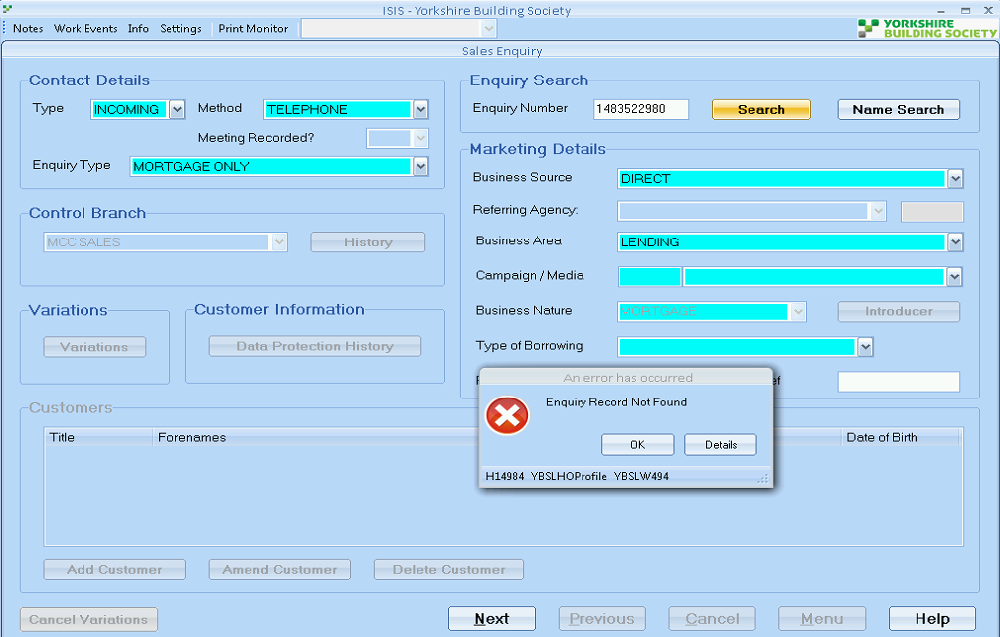 ISIS - Yorkshire Building Society
Notes Work Events Info Settings Print Monitor
YORKSHIRE
BUILDING SOCIETY
Sales Enquiry
Contact Details
Type INCOMING Method TELEPHONE
Meeting Recorded?
Enquiry Type MORTGAGE ONLY
Enquiry Search
Enquiry Number 1483522980 Search Name Search
Marketing Details
Business Source DIRECT
Referring Agency:
Business Area LENDING
Campaign / Media
Business Nature MORTGAGE Introducer
Type of Borrowing
Control Branch
MCC SALES History
Variations
Variations
Customer Information
Data Protection History
An error has occurred
Enquiry Record Not Found
OK Details
H14984 YBSLHOProfile YBSLW494
Customers
Title Forenames Date of Birth
Add Customer Amend Customer Delete Customer
Cancel Variations Next Previous Cancel Menu Help